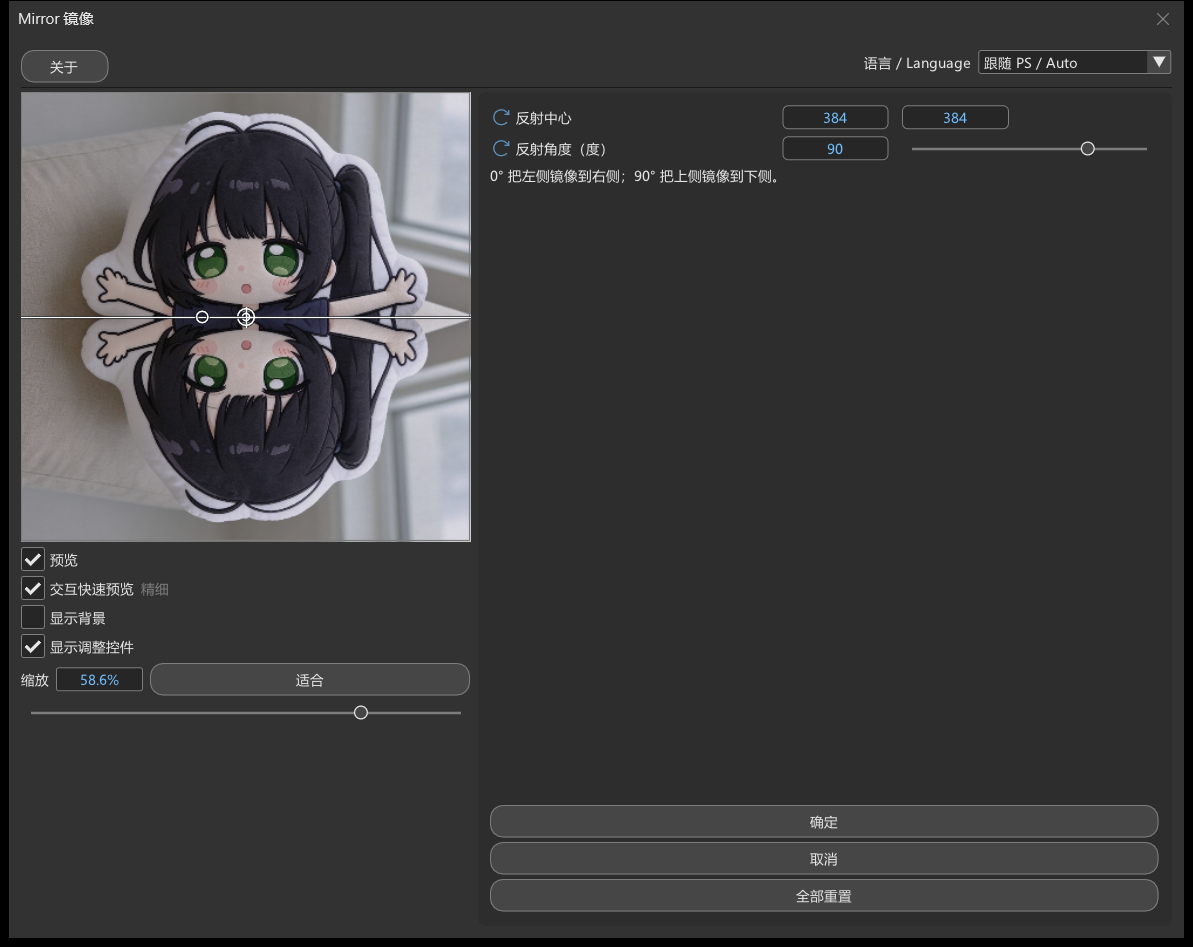 Mirror 镜像
关于
语言 / Language 跟随 PS / Auto
反射中心 384 384
反射角度（度） 90
0° 把左侧镜像到右侧；90° 把上侧镜像到下侧。
预览
交互快速预览 精细
显示背景
显示调整控件
缩放 58.6% 适合
确定
取消
全部重置